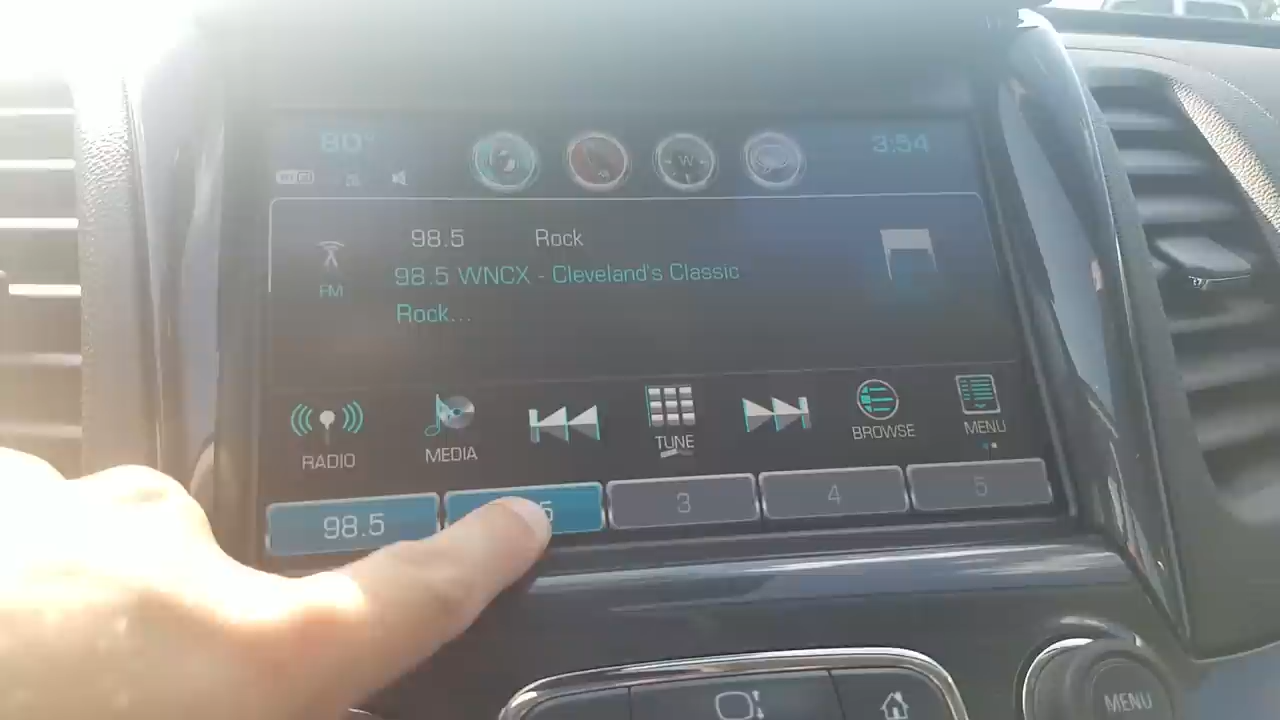 80° 3:54
W
98.5 Rock
FM 98.5 WNCX - Cleveland's Classic
Rock...
RADIO MEDIA TUNE BROWSE MENU
98.5 5 3 4 5
MENU